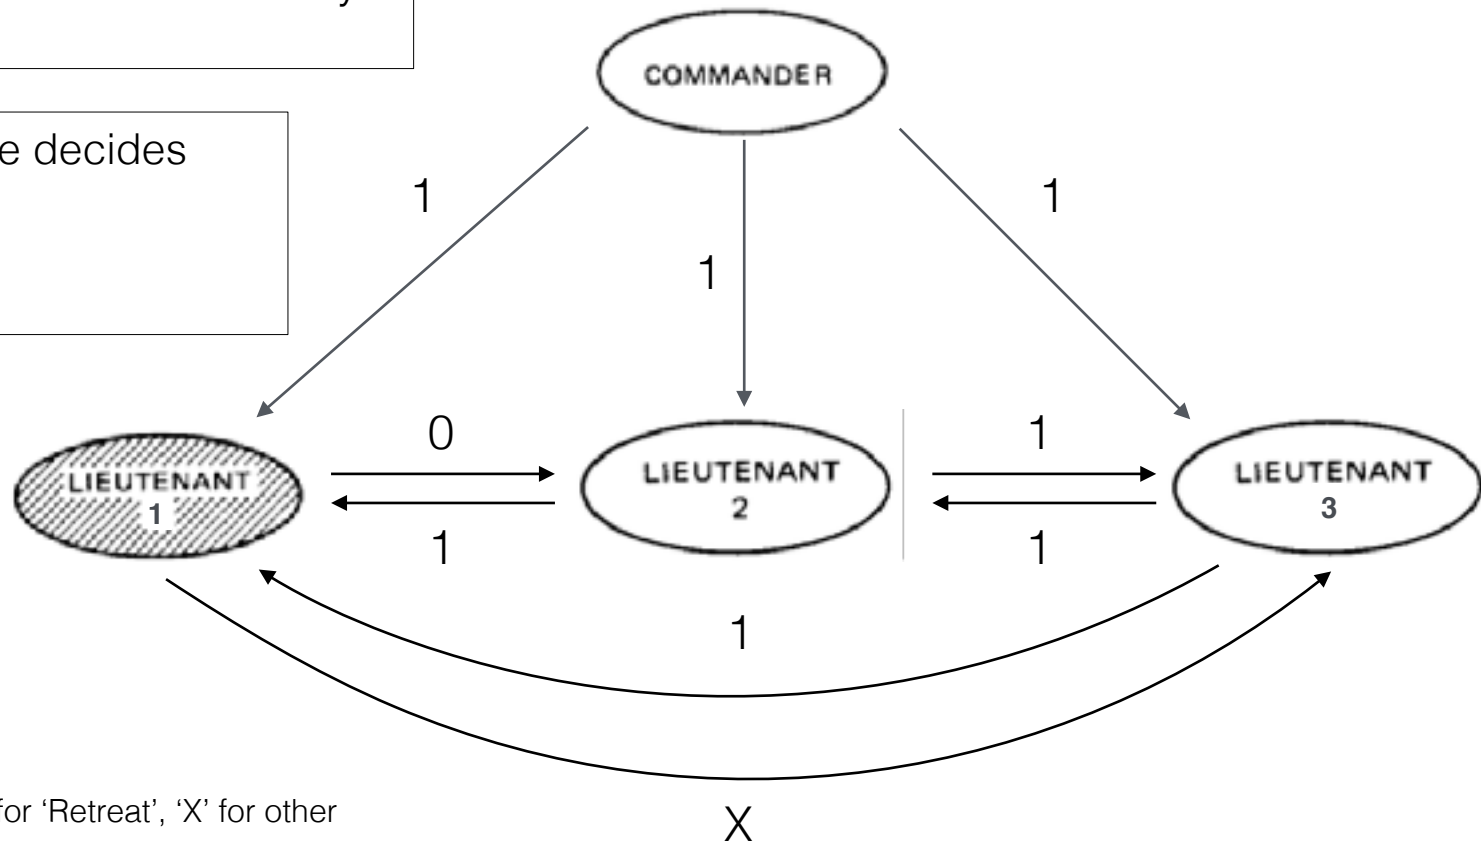 y
COMMANDER
e decides
1
1
1
0
1
LIEUTENANT
1
LIEUTENANT
2
LIEUTENANT
3
1
1
1
for ‘Retreat’, ‘X’ for other
X